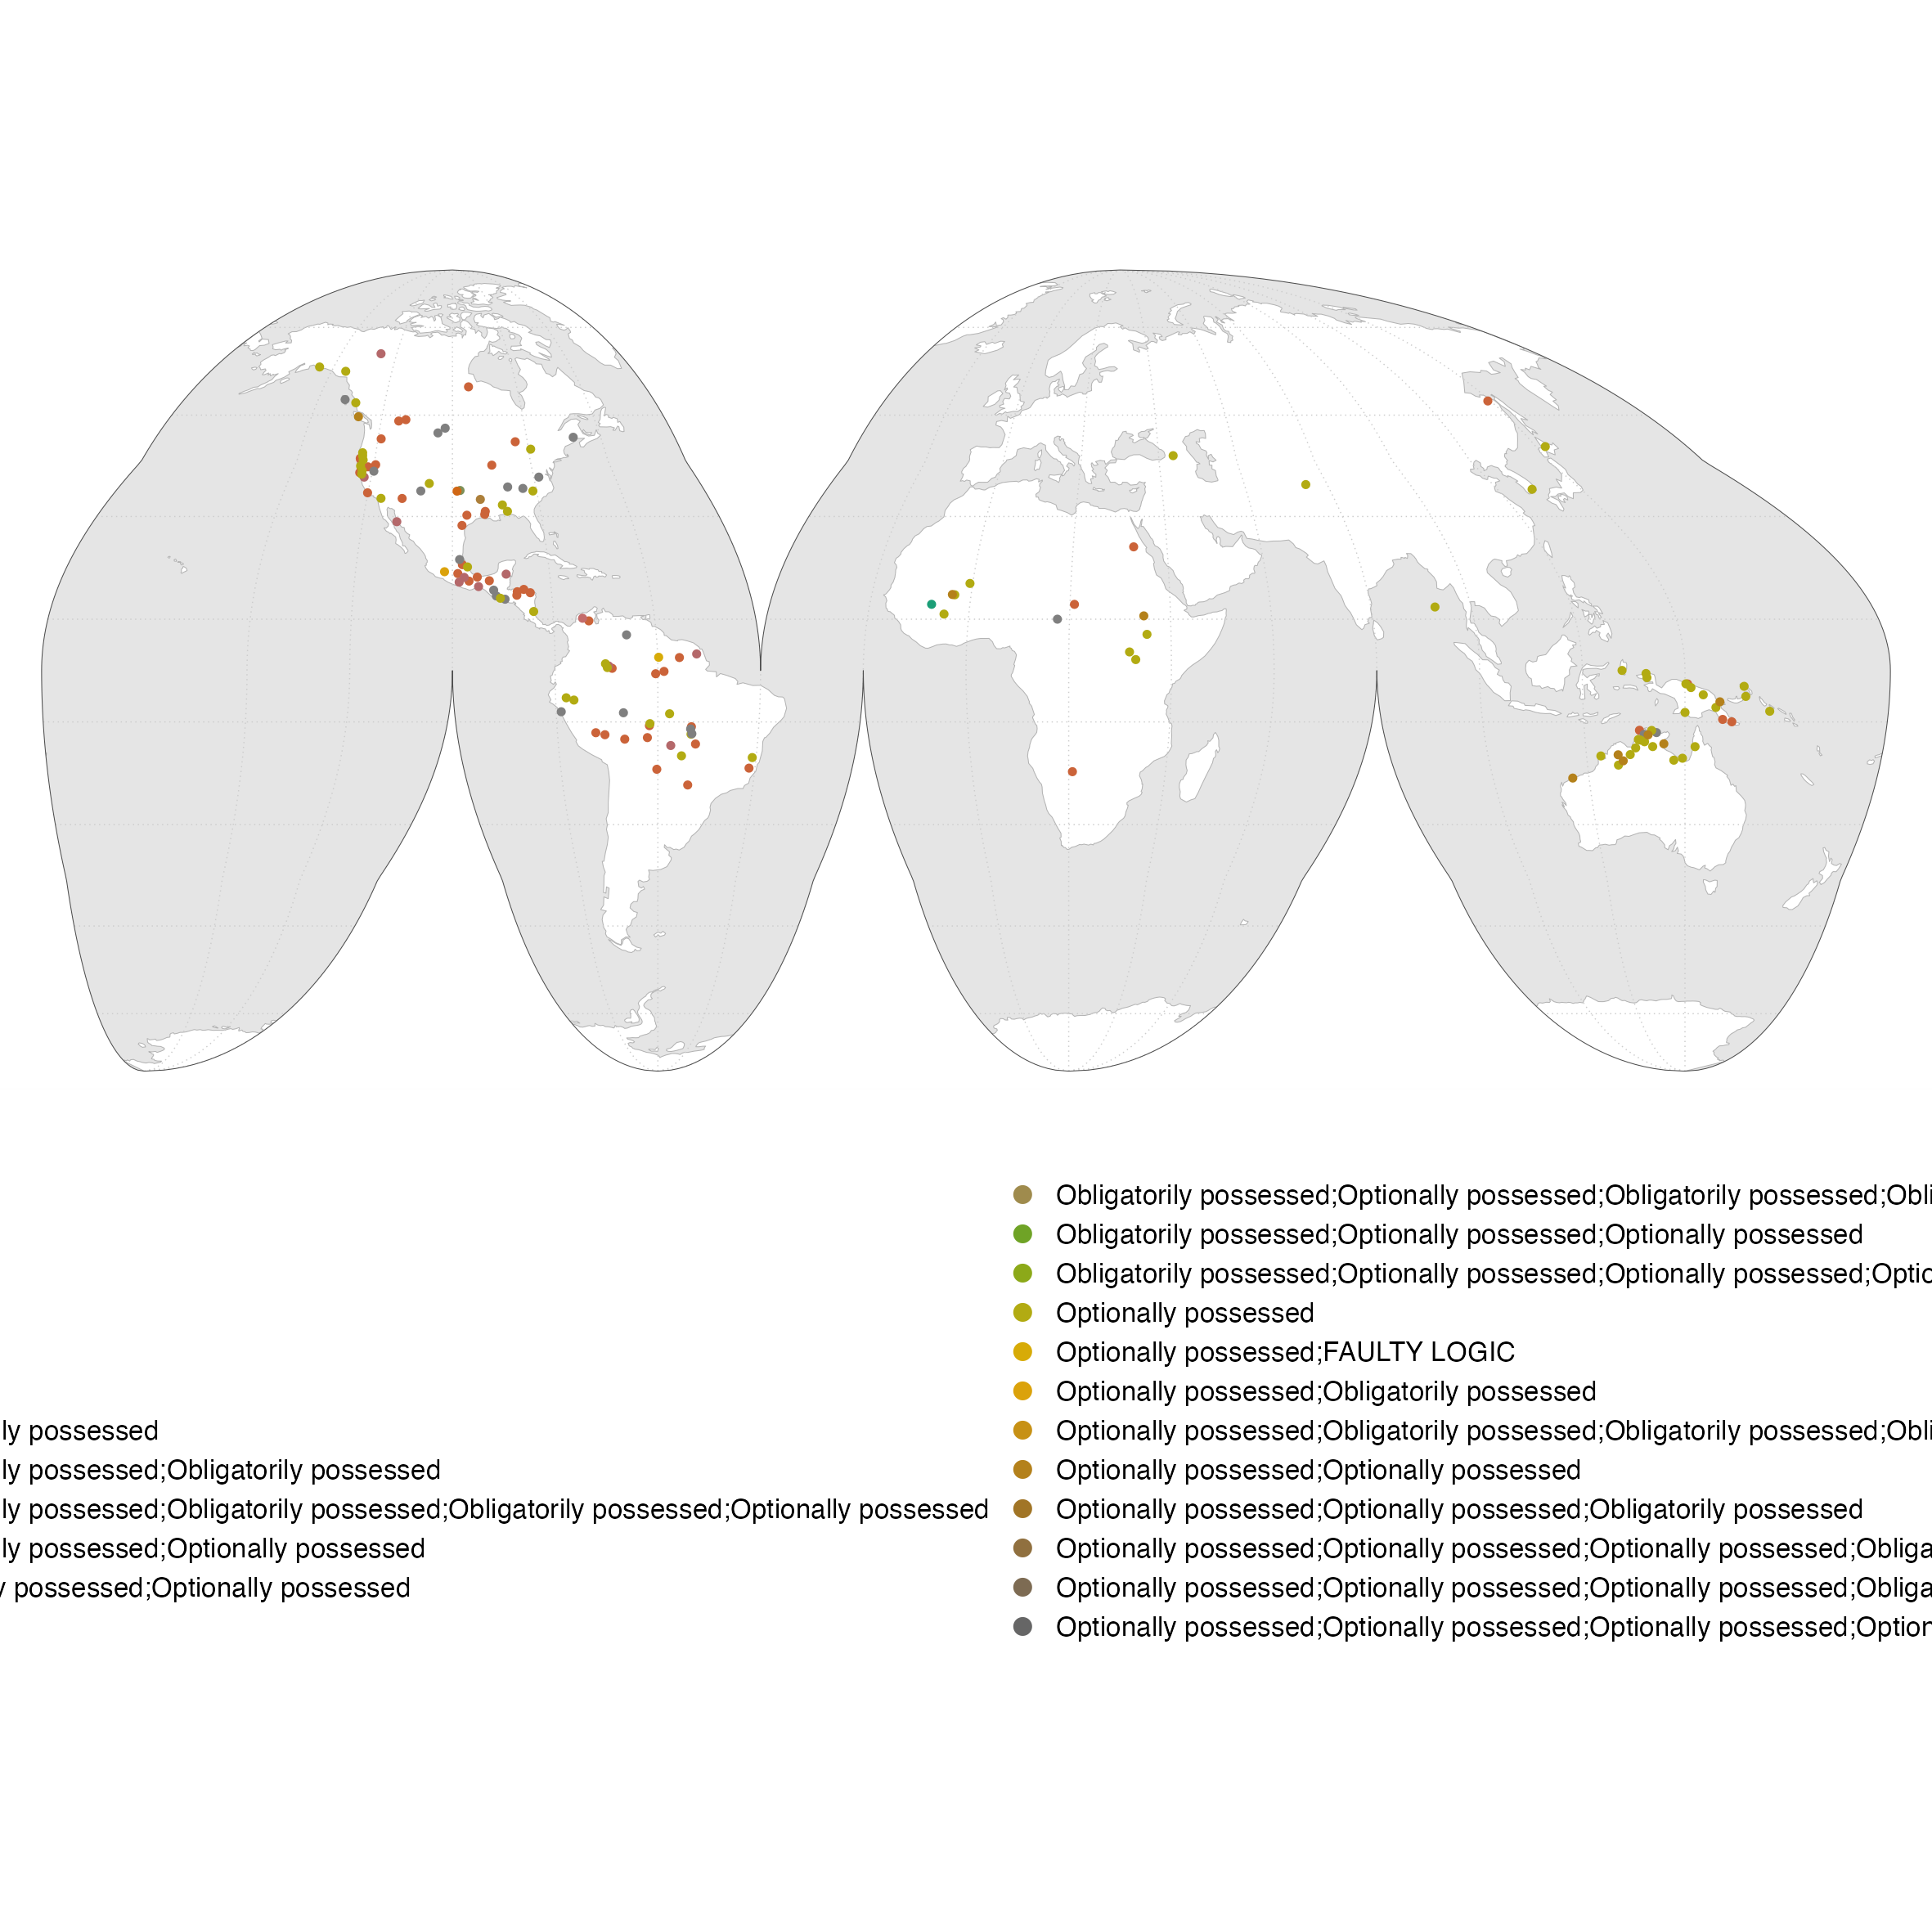 Obligatorily possessed;Optionally possessed;Obligatorily possessed;Obli
Obligatorily possessed;Optionally possessed;Optionally possessed
Obligatorily possessed;Optionally possessed;Optionally possessed;Optio
Optionally possessed
Optionally possessed;FAULTY LOGIC
Optionally possessed;Obligatorily possessed
Optionally possessed;Obligatorily possessed;Obligatorily possessed;Obli
Optionally possessed;Optionally possessed
Optionally possessed;Optionally possessed;Obligatorily possessed
Optionally possessed;Optionally possessed;Optionally possessed;Obliga
Optionally possessed;Optionally possessed;Optionally possessed;Obliga
Optionally possessed;Optionally possessed;Optionally possessed;Option
ly possessed
ly possessed;Obligatorily possessed
ly possessed;Obligatorily possessed;Obligatorily possessed;Optionally possessed
ly possessed;Optionally possessed
y possessed;Optionally possessed